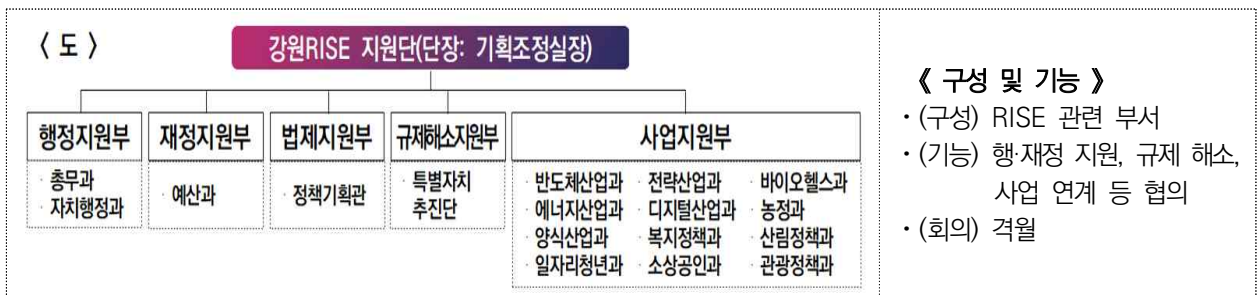 〈 도 〉
강원RISE 지원단(단장: 기획조정실장)
행정지원부
· 총무과
· 자치행정과
재정지원부
· 예산과
법제지원부
· 정책기획관
규제해소지원부
· 특별자치
추진단
사업지원부
· 반도체산업과 · 전략산업과 · 바이오헬스과
· 에너지산업과 · 디지털산업과 · 농정과
· 양식산업과 · 복지정책과 · 산림정책과
· 일자리청년과 · 소상공인과 · 관광정책과
《 구성 및 기능 》
· (구성) RISE 관련 부서
· (기능) 행·재정 지원, 규제 해소,
사업 연계 등 협의
· (회의) 격월